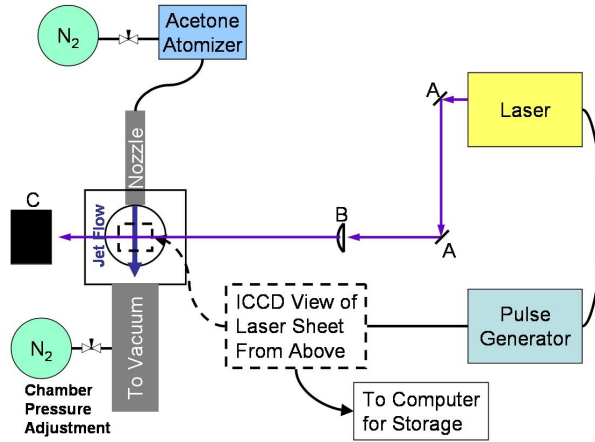 N2
Acetone
Atomizer
A
Laser
Nozzle
C
Jet Flow
B
A
ICCD View of
Laser Sheet
From Above
Pulse
Generator
To Vacuum
N2
Chamber
Pressure
Adjustment
To Computer
for Storage